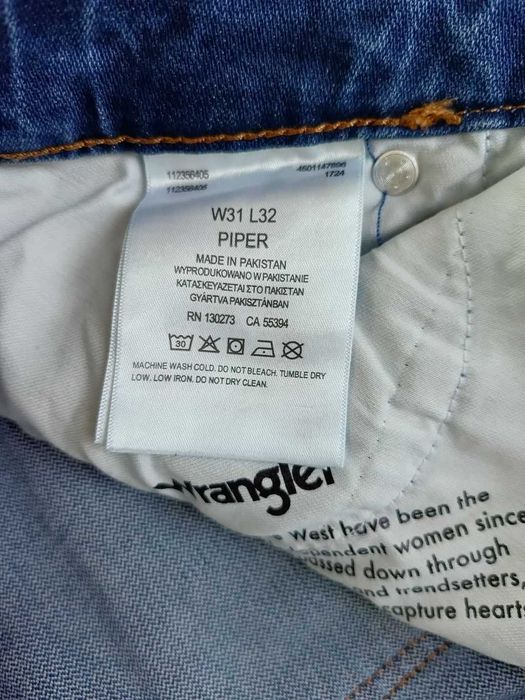 112356405
112356405
4501147896
1724
W31 L32
PIPER
MADE IN PAKISTAN
WYPRODUKOWANO W PAKISTANIE
ΚΑΤΑΣΚΕΥΑΖΕΤΑΙ ΣΤΟ ΠΑΚΙΣΤΑΝ
GYÁRTVA PAKISZTÁNBAN
RN 130273 CA 55394
30
MACHINE WASH COLD. DO NOT BLEACH. TUMBLE DRY
LOW. LOW IRON. DO NOT DRY CLEAN.
Wrangler
West have been the
women since
down through
nd trendsetters,
capture hearts